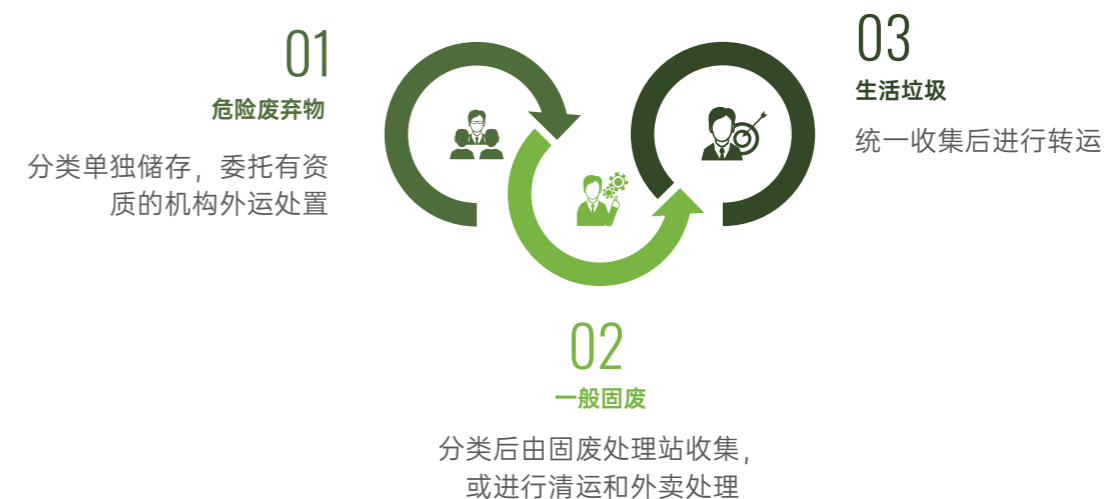 01
危险废弃物
分类单独储存，委托有资
质的机构外运处置
02
一般固废
分类后由固废处理站收集，
或进行清运和外卖处理
03
生活垃圾
统一收集后进行转运